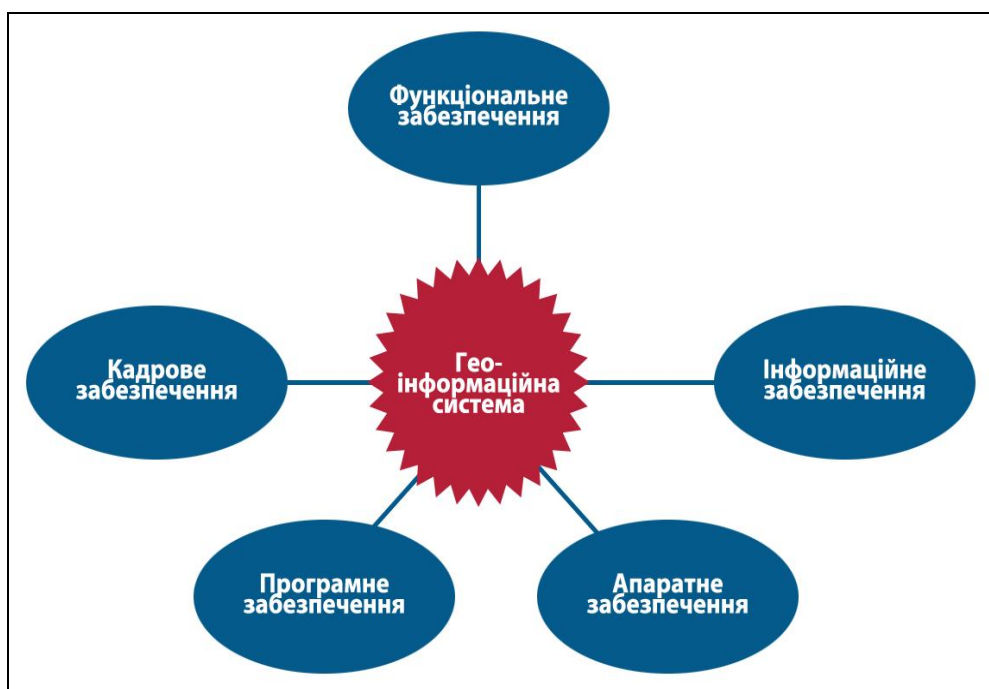 Функціональне
забезпечення
Кадрове
забезпечення
Гео-
інформаційна
система
Інформаційне
забезпечення
Програмне
забезпечення
Апаратне
забезпечення